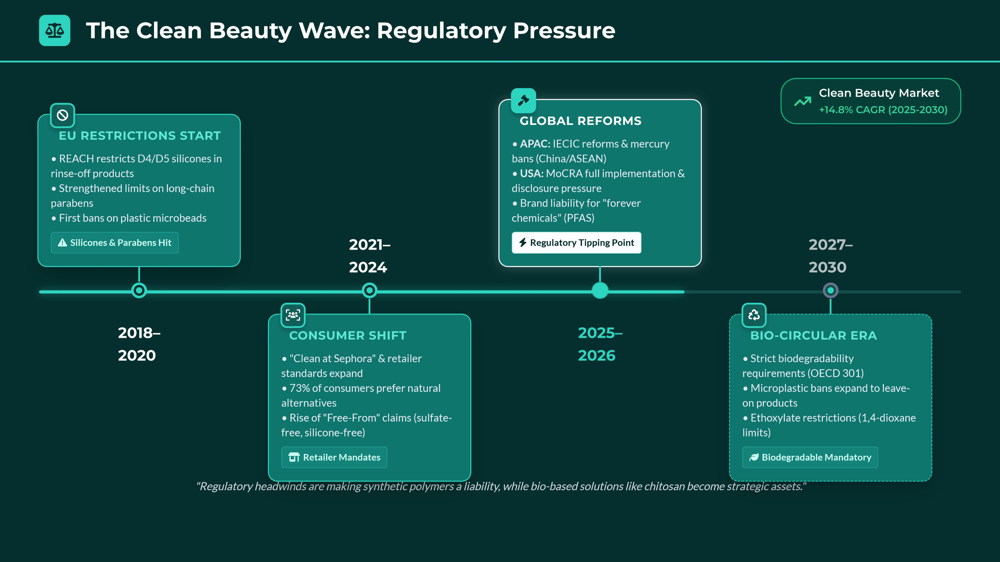 The Clean Beauty Wave: Regulatory Pressure
Clean Beauty Market
+14.8% CAGR (2025-2030)
EU RESTRICTIONS START
• REACH restricts D4/D5 silicones in
rinse-off products
• Strengthened limits on long-chain
parabens
• First bans on plastic microbeads
Silicones & Parabens Hit
2018–
2020
2021–
2024
CONSUMER SHIFT
• "Clean at Sephora" & retailer
standards expand
• 73% of consumers prefer natural
alternatives
• Rise of "Free-From" claims (sulfate-
free, silicone-free)
Retailer Mandates
GLOBAL REFORMS
• APAC: IECIC reforms & mercury
bans (China/ASEAN)
• USA: MoCRA full implementation &
disclosure pressure
• Brand liability for "forever
chemicals" (PFAS)
Regulatory Tipping Point
2025–
2026
2027–
2030
BIO-CIRCULAR ERA
• Strict biodegradability
requirements (OECD 301)
• Microplastic bans expand to leave-
on products
• Ethoxylate restrictions (1,4-dioxane
limits)
Biodegradable Mandatory
"Regulatory headwinds are making synthetic polymers a liability, while bio-based solutions like chitosan become strategic assets."